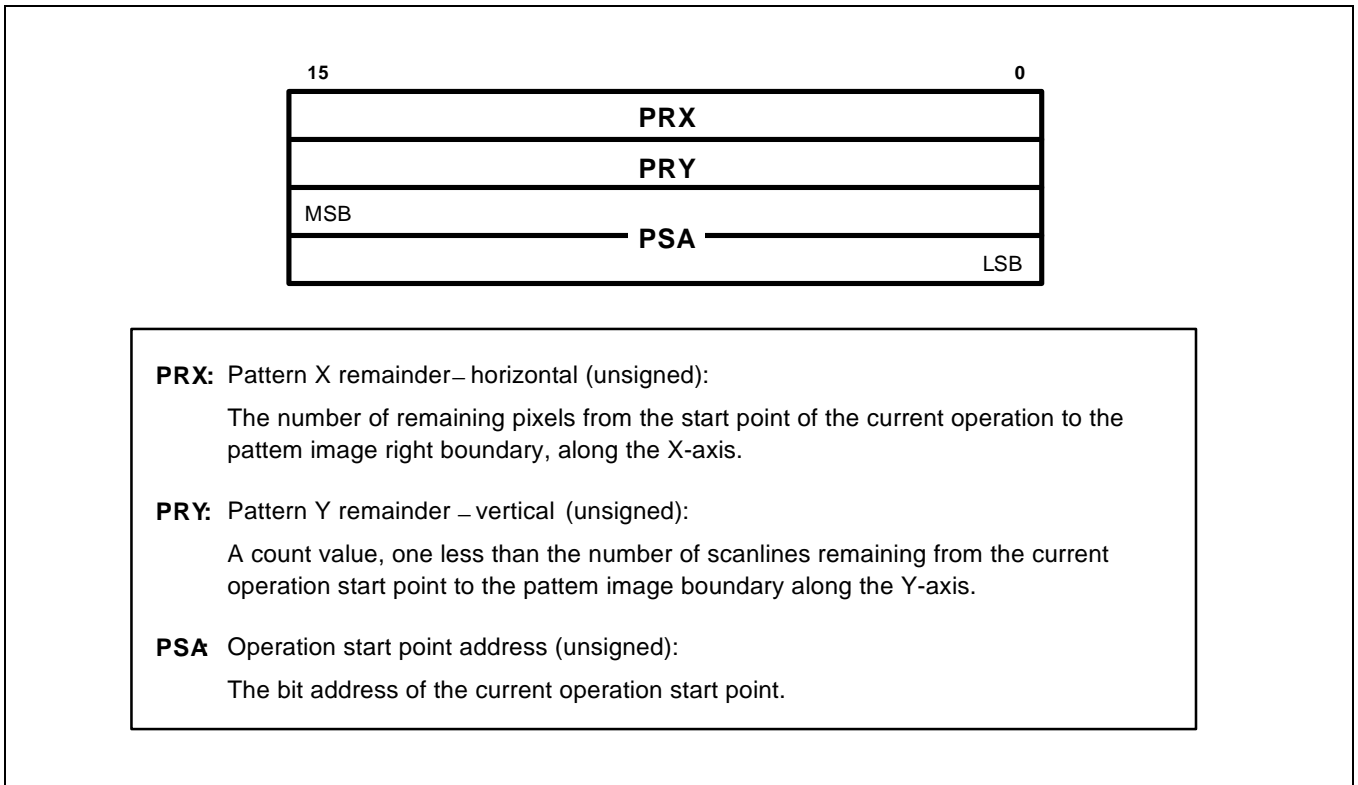 15 0
PRX
PRY
MSB
PSA
LSB
PRX: Pattern X remainder – horizontal (unsigned):
The number of remaining pixels from the start point of the current operation to the
pattem image right boundary, along the X-axis.
PRY: Pattern Y remainder – vertical (unsigned):
A count value, one less than the number of scanlines remaining from the current
operation start point to the pattem image boundary along the Y-axis.
PSA: Operation start point address (unsigned):
The bit address of the current operation start point.